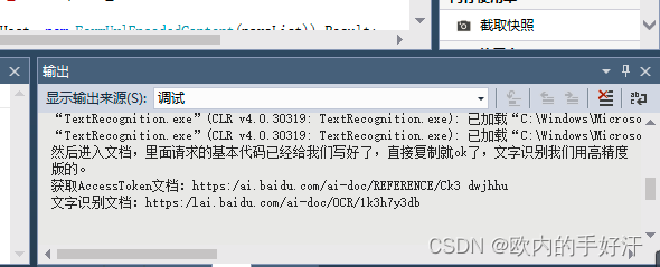 截取快照
输出
显示输出来源(S): 调试
“TextRecognition.exe”(CLR v4.0.30319: TextRecognition.exe): 已加载“C:\Windows\Microso
“TextRecognition.exe”(CLR v4.0.30319: TextRecognition.exe): 已加载“C:\Windows\Microso
然后进入文档，里面请求的基本代码已经给我们写好了，直接复制就ok了，文字识别我们用高精度
版的。
获取AccessToken文档：https:/ai.baidu.com/ai-doc/REFERENCE/Ck3 dwjhhu
文字识别文档：https:/lai.baidu.com/ai-doc/OCR/1k3h7y3db
CSDN @欧内的手好汗